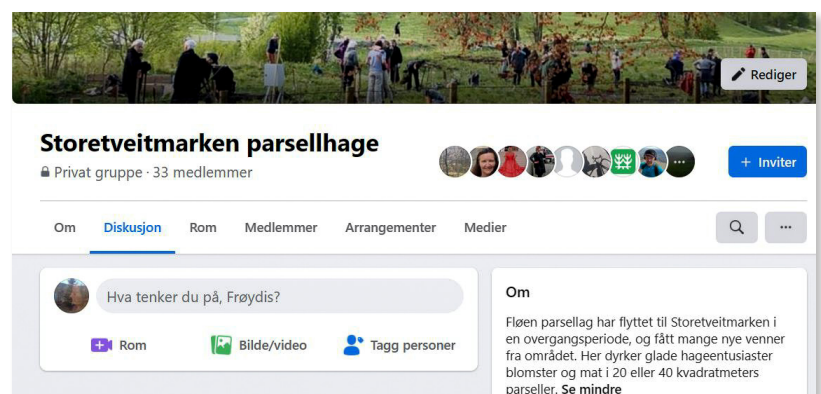 Rediger
Storetveitmarken parsellhage
Privat gruppe · 33 medlemmer
+ Inviter
Om Diskusjon Rom Medlemmer Arrangementer Medier
Hva tenker du på, Frøydis?
Rom Bilde/video Tagg personer
Om
Fløen parsellag har flyttet til Storetveitmarken i
en overgangsperiode, og fått mange nye venner
fra området. Her dyrker glade hageentusiaster
blomster og mat i 20 eller 40 kvadratmeters
parseller. Se mindre